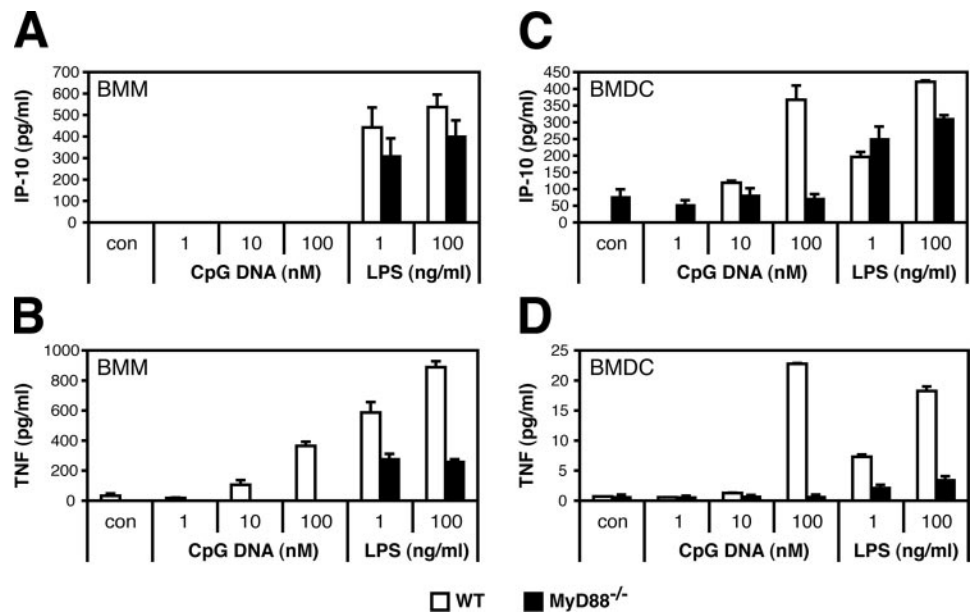 A
IP-10 (pg/ml)
700
600
500
400
300
200
100
0
BMM
con
1
10
100
1
100
CpG DNA (nM)
LPS (ng/ml)
C
IP-10 (pg/ml)
450
400
350
300
250
200
150
100
50
0
BMDC
con
1
10
100
1
100
CpG DNA (nM)
LPS (ng/ml)
B
TNF (pg/ml)
1000
800
600
400
200
0
BMM
con
1
10
100
1
100
CpG DNA (nM)
LPS (ng/ml)
D
TNF (pg/ml)
25
20
15
10
5
0
BMDC
con
1
10
100
1
100
CpG DNA (nM)
LPS (ng/ml)
WT
MyD88-/-